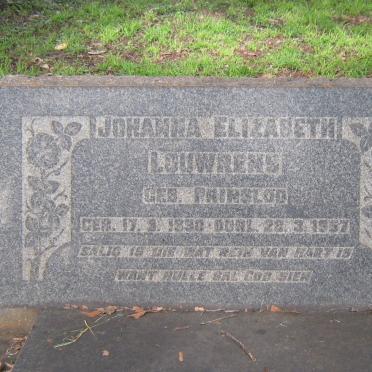 JOHANNA ELIZABETH
LOUWRENS
GEB. PRINSLOO
GEB. 17.9.1890 - OORL. 28.3.1957
SALIG IS DIE WAT REIN VAN HART IS
WANT HULLE SAL GOD SIEN